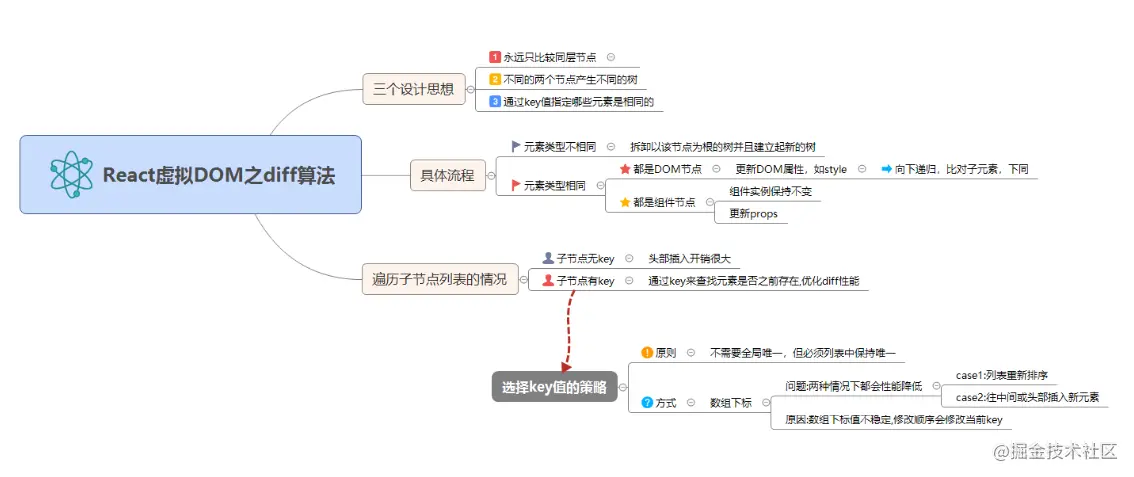 React虚拟DOM之diff算法
三个设计思想
1 永远只比较同层节点
2 不同的两个节点产生不同的树
3 通过key值指定哪些元素是相同的
具体流程
元素类型不相同
拆卸以该节点为根的树并且建立起新的树
元素类型相同
都是DOM节点
更新DOM属性，如style
向下递归，比对子元素，下同
都是组件节点
组件实例保持不变
更新props
遍历子节点列表的情况
子节点无key
头部插入开销很大
子节点有key
通过key来查找元素是否之前存在,优化diff性能
选择key值的策略
! 原则
不需要全局唯一，但必须列表中保持唯一
? 方式
数组下标
问题:两种情况下都会性能降低
case1:列表重新排序
case2:往中间或头部插入新元素
原因:数组下标值不稳定,修改顺序会修改当前key
@掘金技术社区